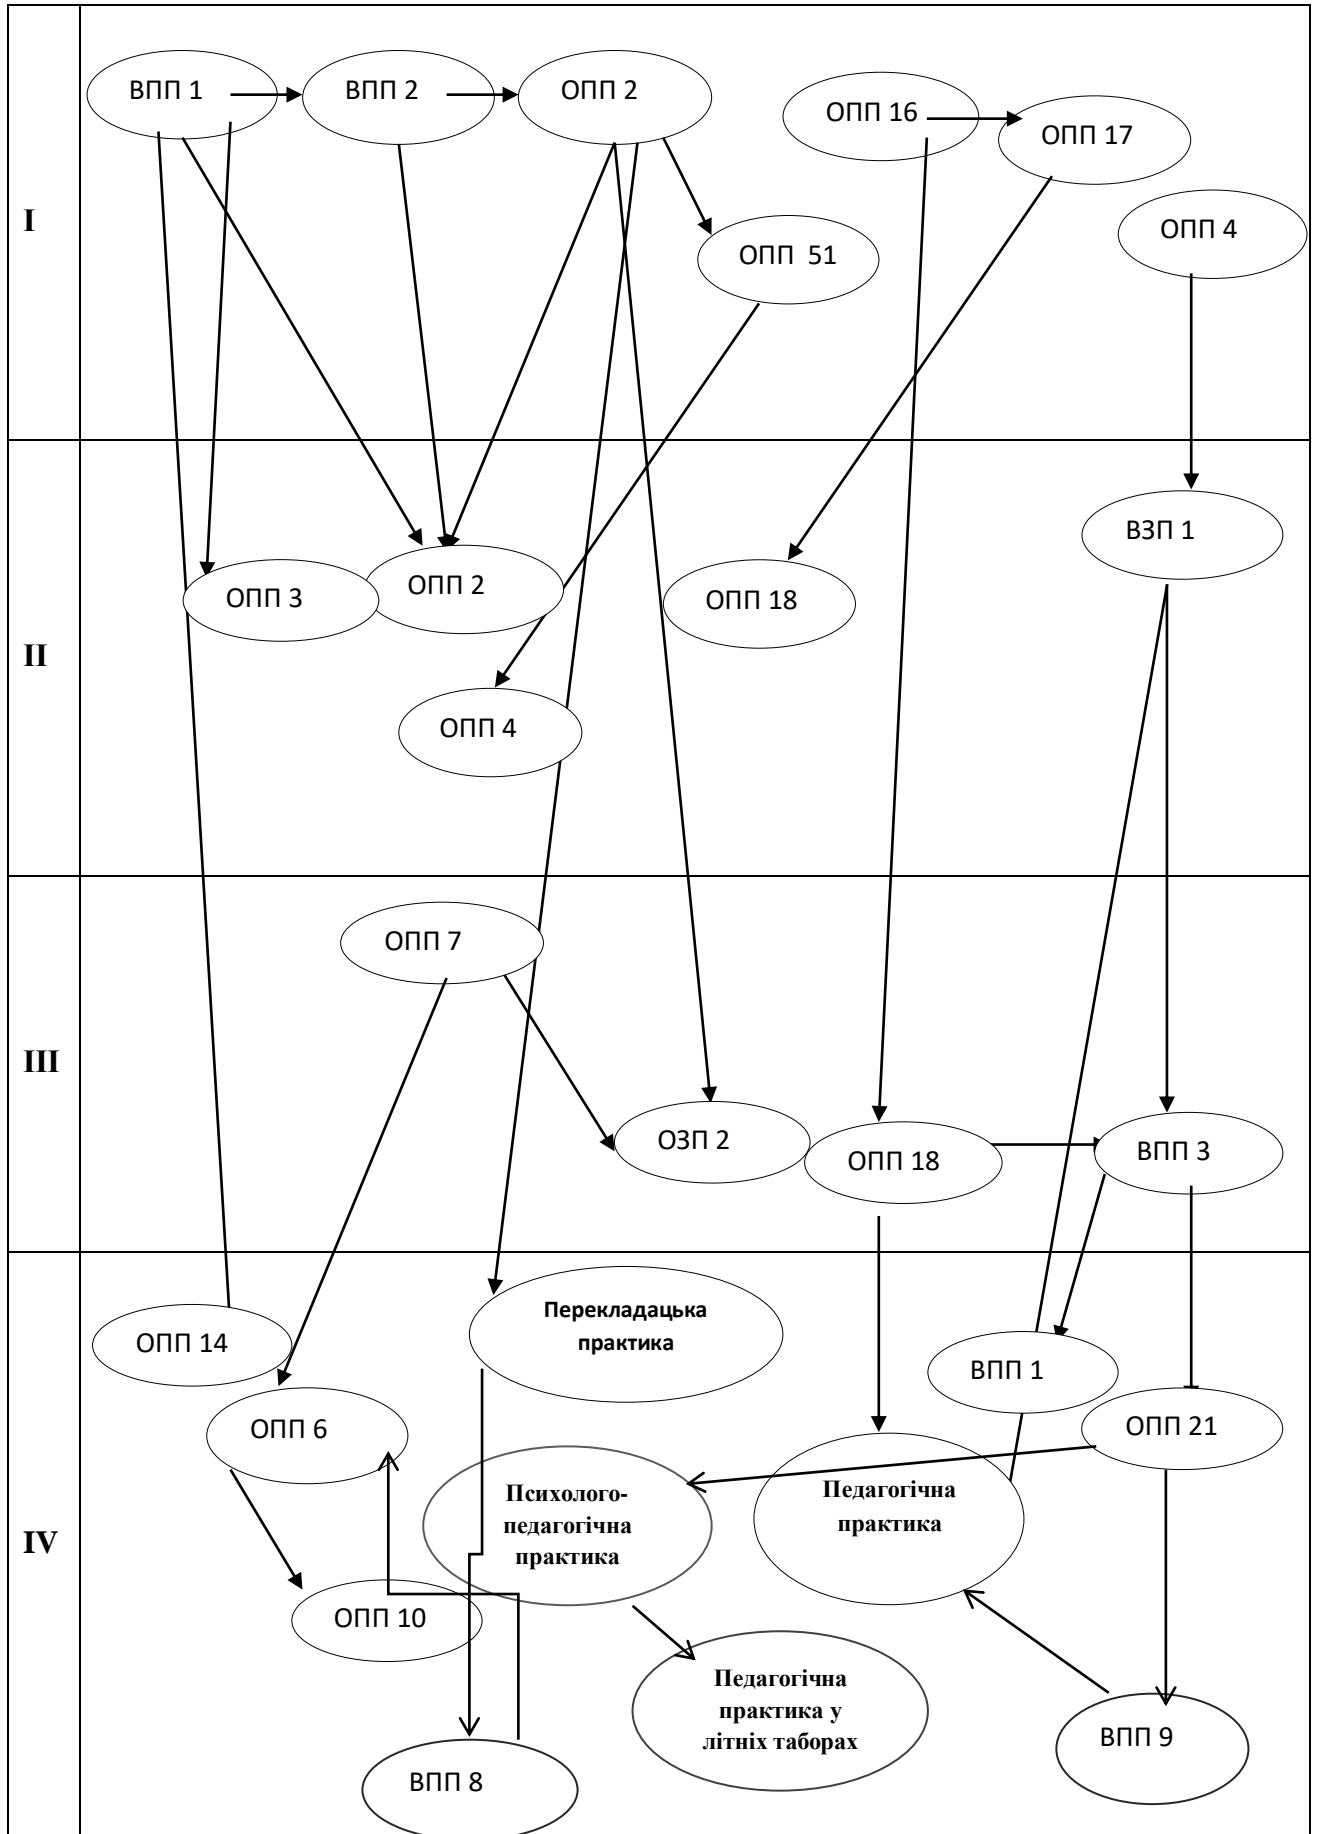 I
ВПП 1
ВПП 2
ОПП 2
ОПП 16
ОПП 17
ОПП 4
ОПП 51
II
ВЗП 1
ОПП 3
ОПП 2
ОПП 18
ОПП 4
III
ОПП 7
ОЗП 2
ОПП 18
ВПП 3
IV
ОПП 14
Перекладацька
практика
ВПП 1
ОПП 6
ОПП 21
Психолого-
педагогічна
практика
Педагогічна
практика
ОПП 10
Педагогічна
практика у
літніх таборах
ВПП 8
ВПП 9